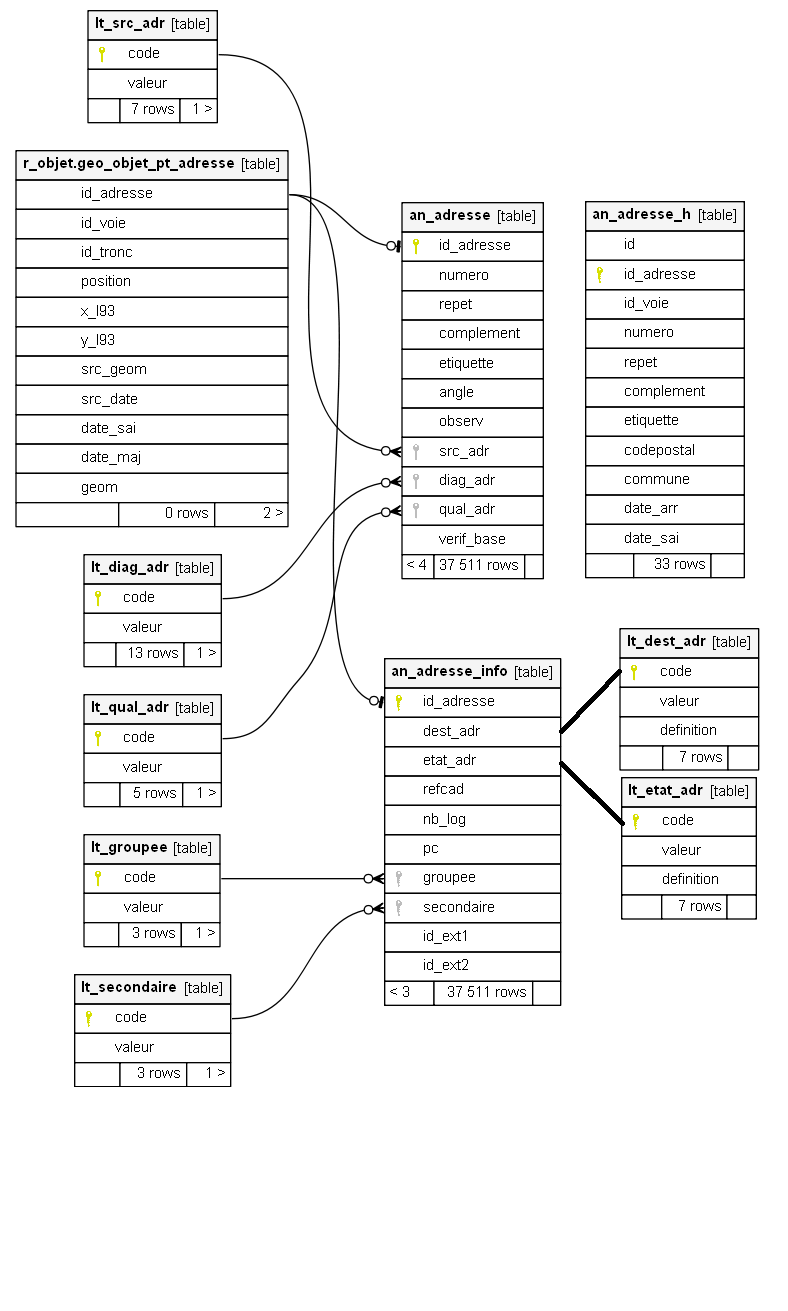 lt_src_adr [table]
code
valeur
7 rows 1 >
r_objet.geo_objet_pt_adresse [table]
id_adresse
id_voie
id_tronc
position
x_l93
y_l93
src_geom
src_date
date_sai
date_maj
geom
0 rows 2 >
an_adresse [table]
id_adresse
numero
repet
complement
etiquette
angle
observ
src_adr
diag_adr
qual_adr
verif_base
< 4 37 511 rows
an_adresse_h [table]
id
id_adresse
id_voie
numero
repet
complement
etiquette
codepostal
commune
date_arr
date_sai
33 rows
lt_diag_adr [table]
code
valeur
13 rows 1 >
lt_qual_adr [table]
code
valeur
5 rows 1 >
lt_groupee [table]
code
valeur
3 rows 1 >
lt_secondaire [table]
code
valeur
3 rows 1 >
an_adresse_info [table]
id_adresse
dest_adr
etat_adr
refcad
nb_log
pc
groupee
secondaire
id_ext1
id_ext2
< 3 37 511 rows
lt_dest_adr [table]
code
valeur
definition
7 rows
lt_etat_adr [table]
code
valeur
definition
7 rows